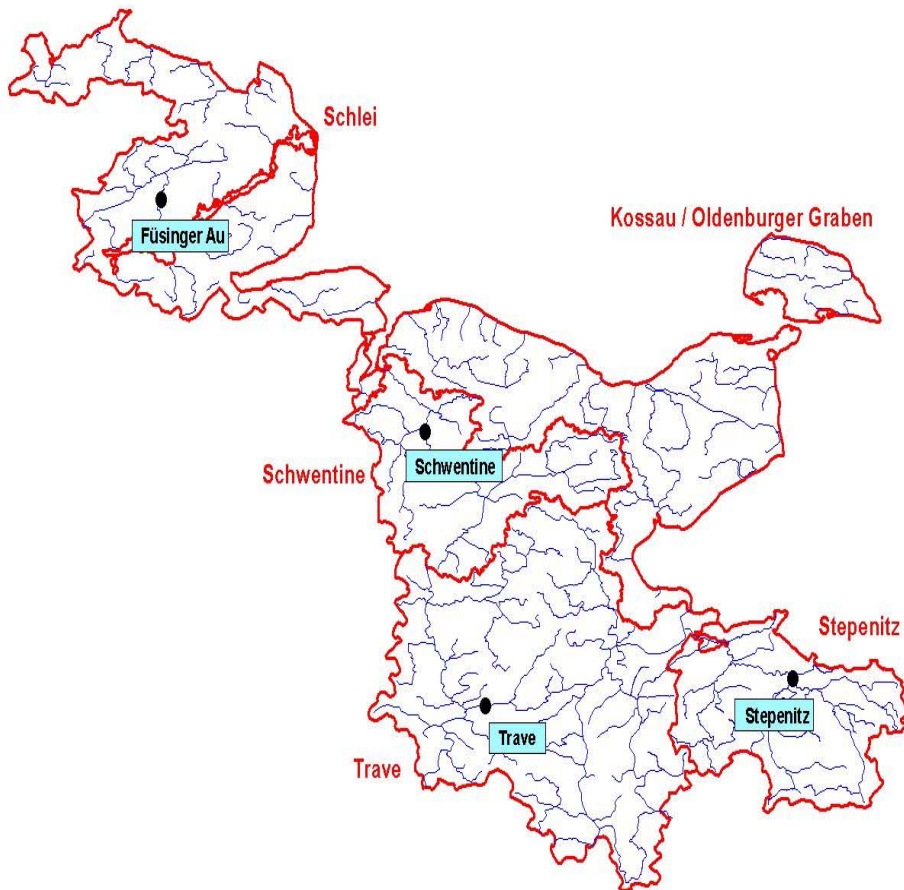 Schlei
Füsinger Au
Kossau / Oldenburger Graben
Schwentine
Schwentine
Stepenitz
Stepenitz
Trave
Trave